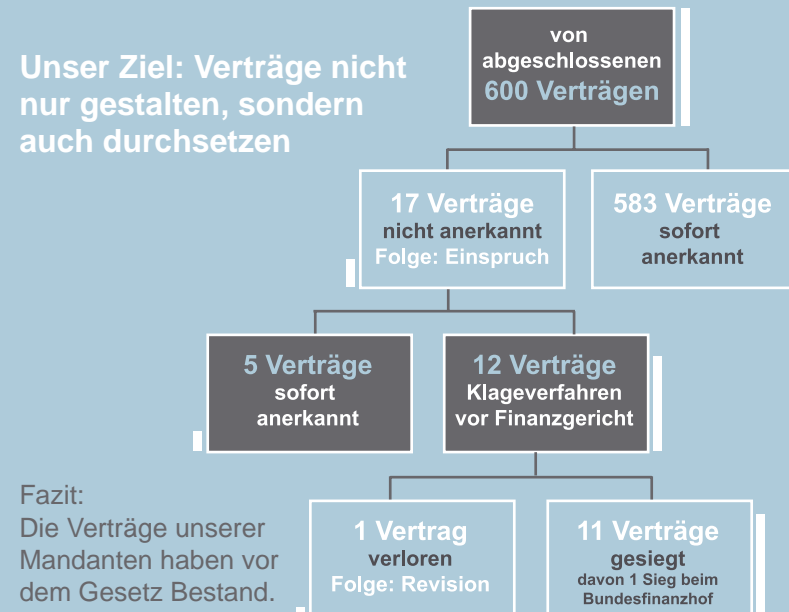 Unser Ziel: Verträge nicht
nur gestalten, sondern
auch durchsetzen
von
abgeschlossenen
600 Verträgen
17 Verträge
nicht anerkannt
Folge: Einspruch
583 Verträge
sofort
anerkannt
5 Verträge
sofort
anerkannt
12 Verträge
Klageverfahren
vor Finanzgericht
1 Vertrag
verloren
Folge: Revision
11 Verträge
gesiegt
davon 1 Sieg beim
Bundesfinanzhof
Fazit:
Die Verträge unserer
Mandanten haben vor
dem Gesetz Bestand.